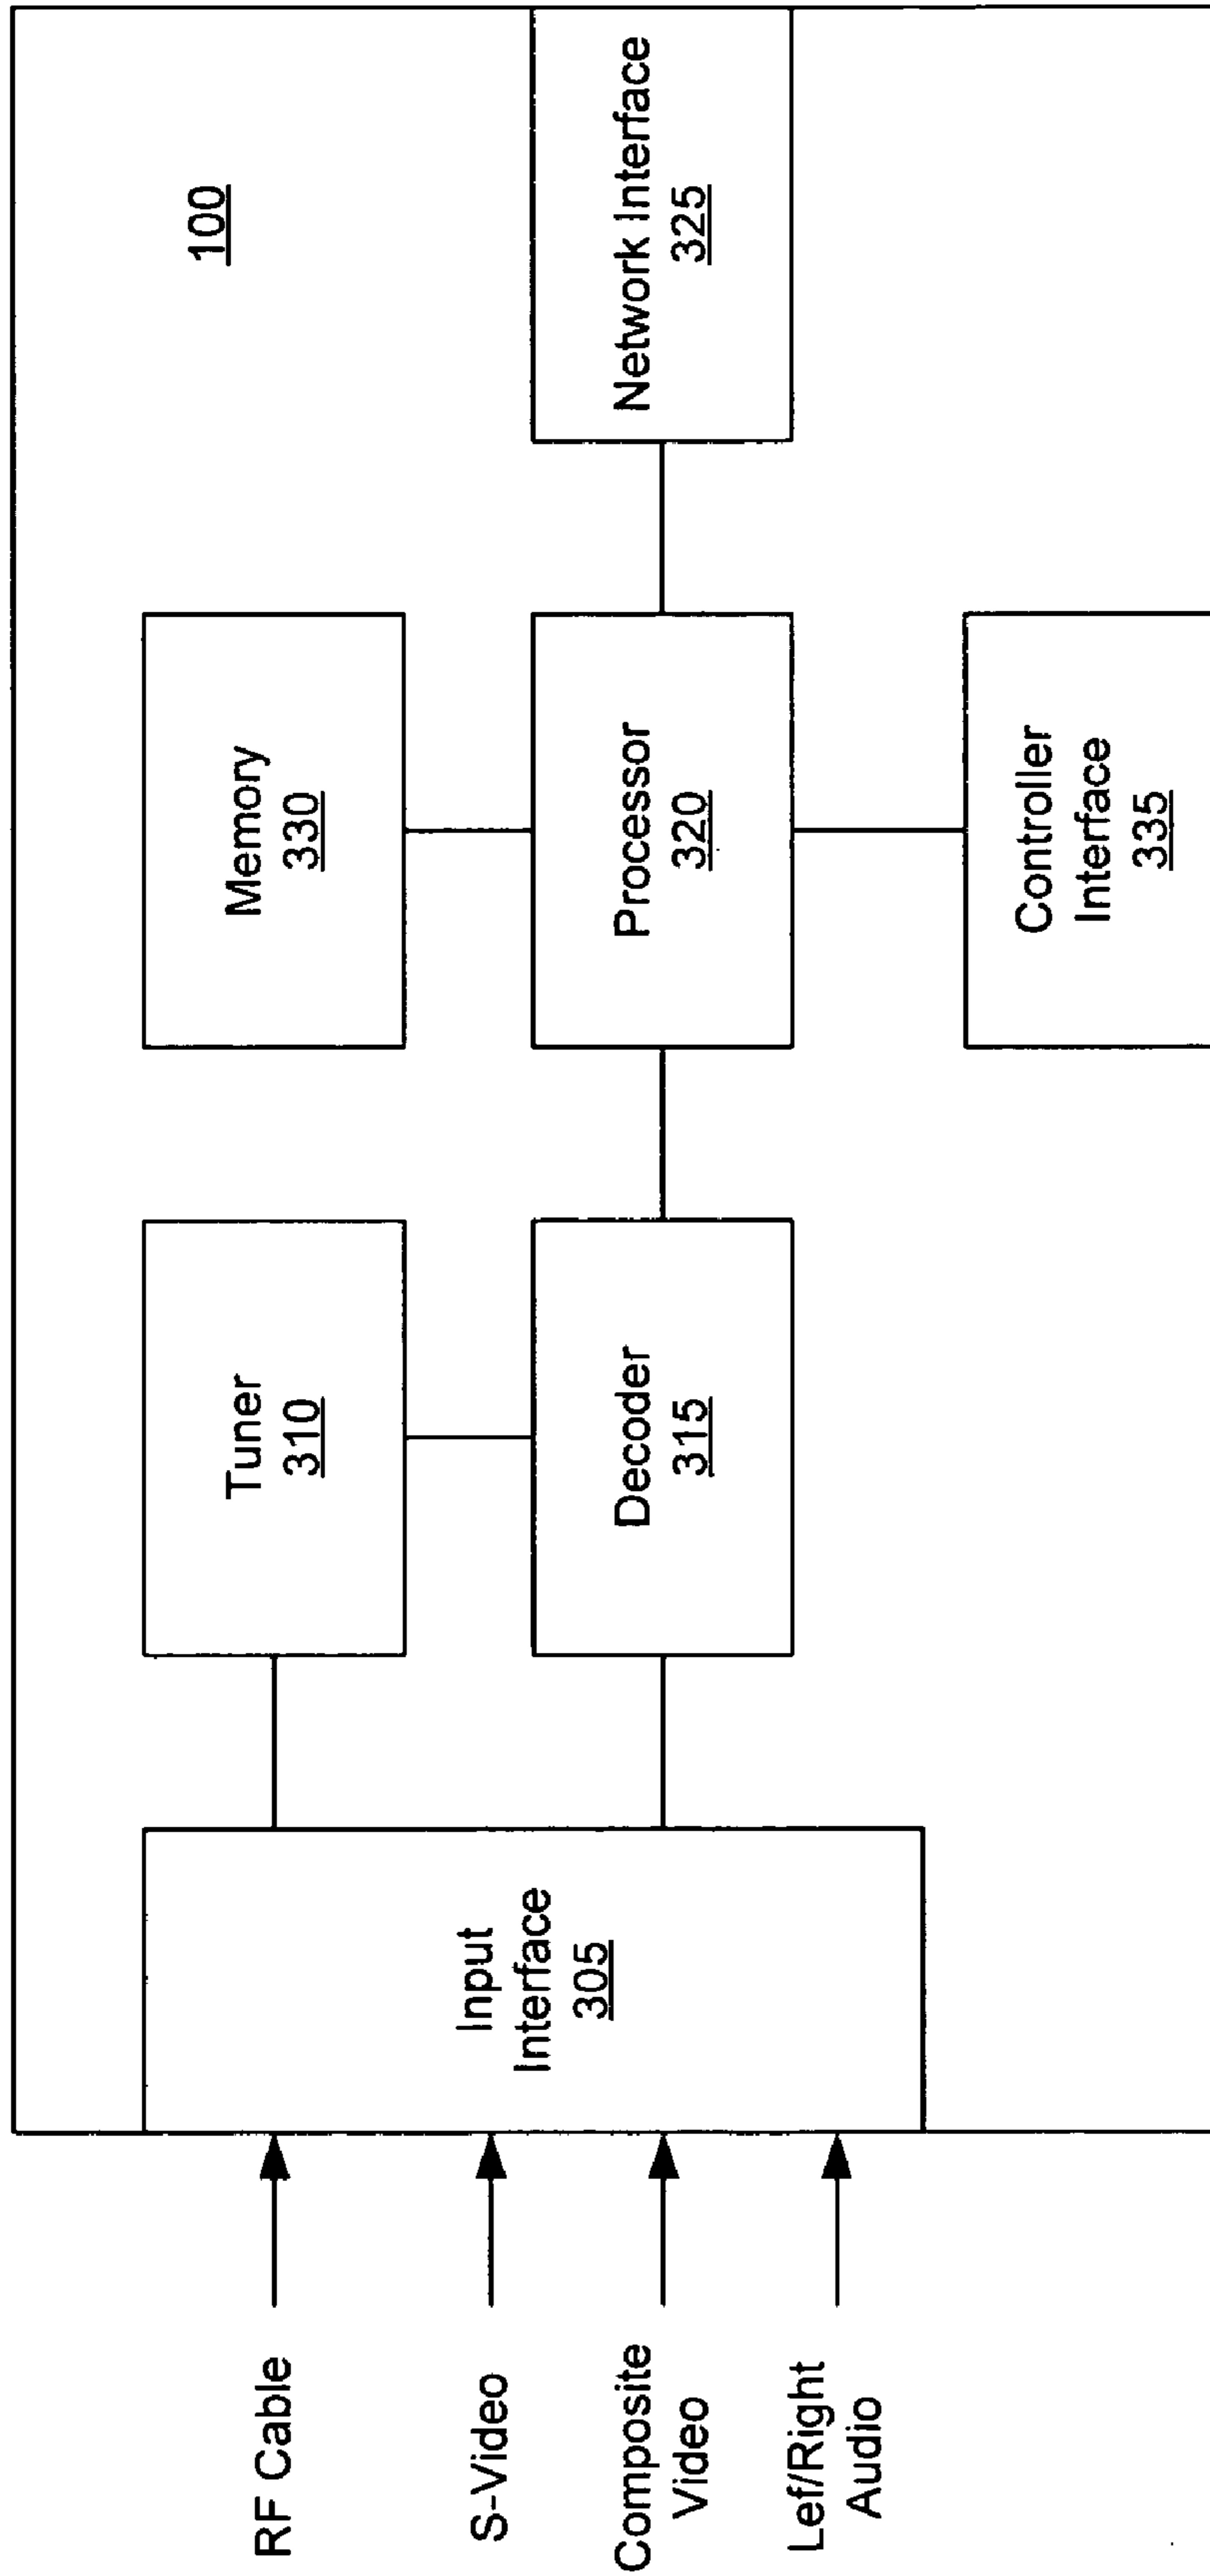 100
RF Cable
S-Video
Composite
Video
Lef/Right
Audio
Input
Interface
305
Tuner
310
Decoder
315
Memory
330
Processor
320
Controller
Interface
335
Network Interface
325